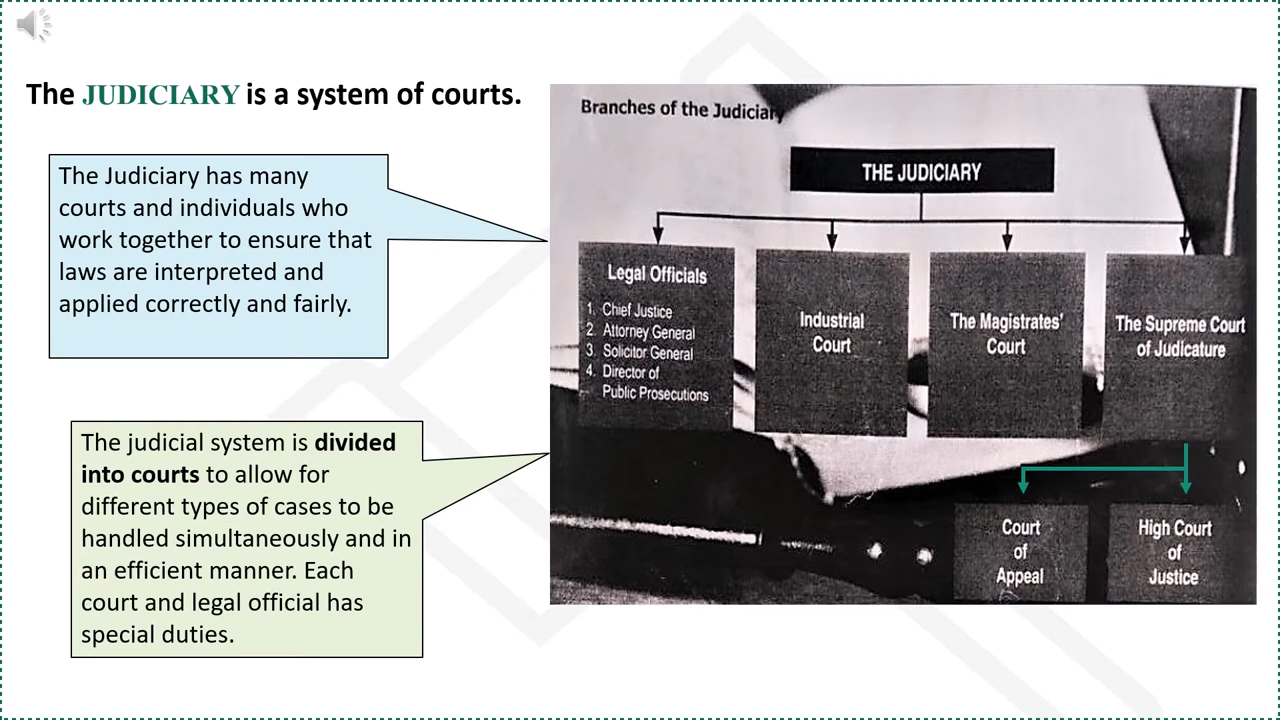 The JUDICIARY is a system of courts.
The Judiciary has many
courts and individuals who
work together to ensure that
laws are interpreted and
applied correctly and fairly.
The judicial system is divided
into courts to allow for
different types of cases to be
handled simultaneously and in
an efficient manner. Each
court and legal official has
special duties.
Branches of the Judiciary
THE JUDICIARY
Legal Officials
1. Chief Justice
2. Attorney General
3. Solicitor General
4. Director of
Public Prosecutions
Industrial
Court
The Magistrates'
Court
The Supreme Court
of Judicature
Court
of
Appeal
High Court
of
Justice